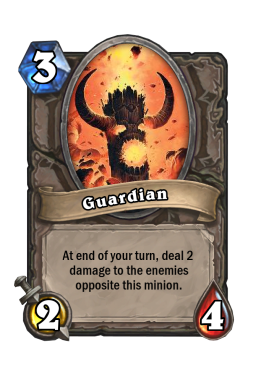 3
Guardian
At end of your turn, deal 2
damage to the enemies
opposite this minion.
2
4